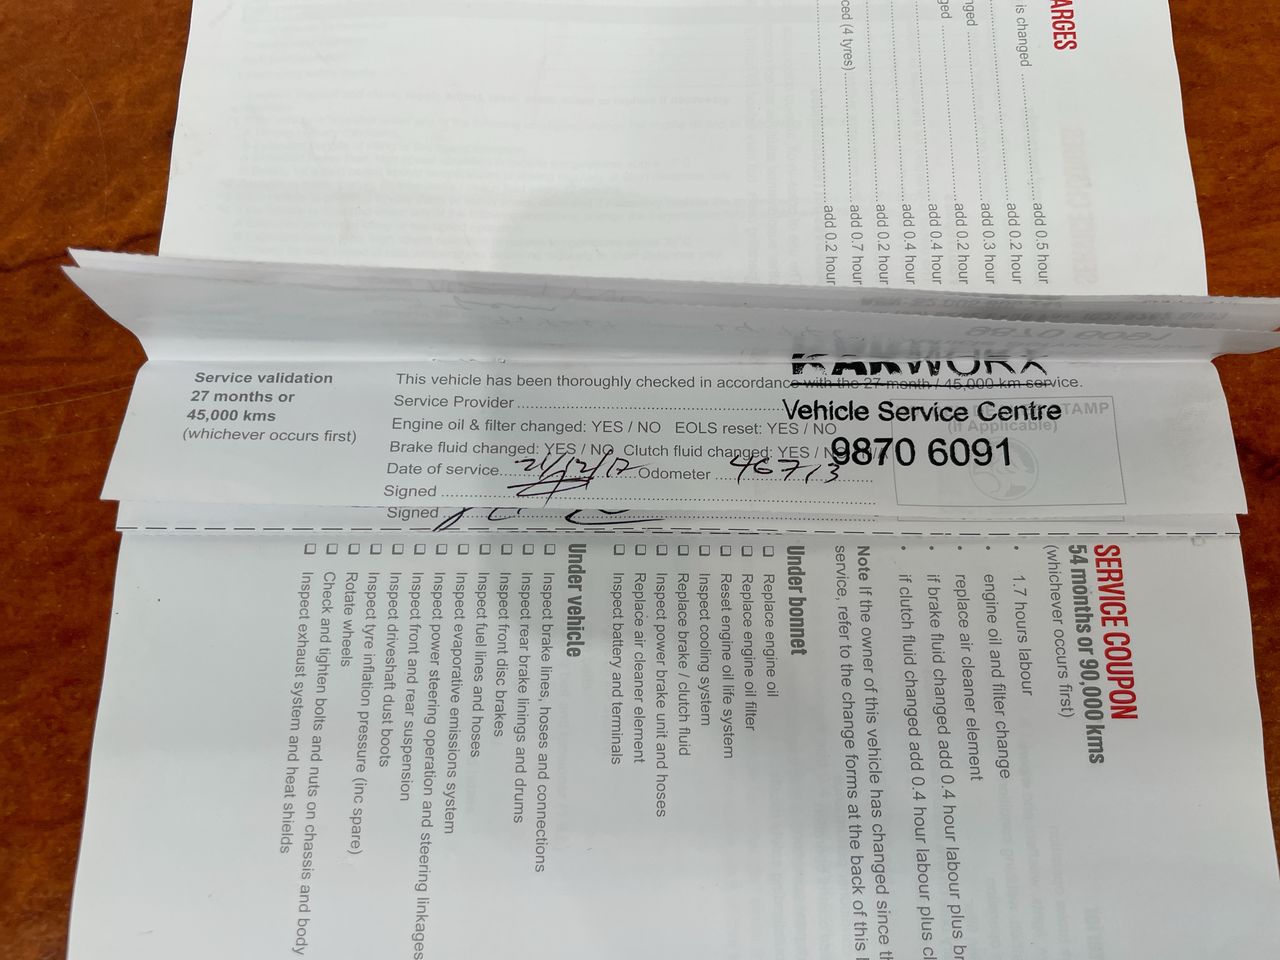 ARGES
is changed
nged
ged
ced (4 tyres)
add 0.5 hour
add 0.2 hour
add 0.3 hour
add 0.2 hour
add 0.4 hour
add 0.4 hour
add 0.2 hour
add 0.7 hour
add 0.2 hour
Service validation
27 months or
45,000 kms
(whichever occurs first)
KARWORX
This vehicle has been thoroughly checked in accordance with the 27 month / 45,000 km service.
Service Provider
Vehicle Service Centre
STAMP
(If Applicable)
Engine oil & filter changed: YES / NO EOLS reset: YES / NO
Brake fluid changed: YES / NO Clutch fluid changed: YES / NO
9870 6091
Date of service 21/12/17 Odometer 46713
Signed
Signed
SERVICE COUPON
54 months or 90,000 kms
(whichever occurs first)
• 1.7 hours labour
• engine oil and filter change
• replace air cleaner element
• if brake fluid changed add 0.4 hour labour plus br
• if clutch fluid changed add 0.4 hour labour plus cl
Note If the owner of this vehicle has changed since th
service, refer to the change forms at the back of this
Under bonnet
❑ Replace engine oil
❑ Replace engine oil filter
❑ Reset engine oil life system
❑ Inspect cooling system
❑ Replace brake / clutch fluid
❑ Inspect power brake unit and hoses
❑ Replace air cleaner element
❑ Inspect battery and terminals
Under vehicle
❑ Inspect brake lines, hoses and connections
❑ Inspect rear brake linings and drums
❑ Inspect front disc brakes
❑ Inspect fuel lines and hoses
❑ Inspect evaporative emissions system
❑ Inspect power steering operation and steering linkages
❑ Inspect front and rear suspension
❑ Inspect driveshaft dust boots
❑ Inspect tyre inflation pressure (inc spare)
❑ Rotate wheels
❑ Check and tighten bolts and nuts on chassis and body
❑ Inspect exhaust system and heat shields